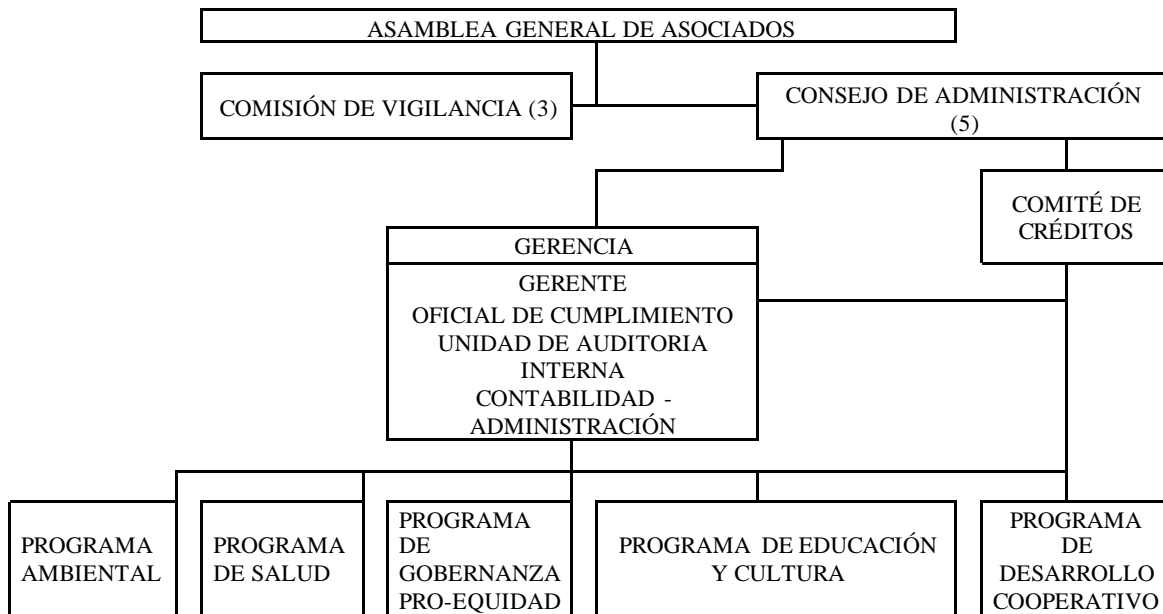 ASAMBLEA GENERAL DE ASOCIADOS
COMISIÓN DE VIGILANCIA (3)
CONSEJO DE ADMINISTRACIÓN
(5)
COMITÉ DE
CRÉDITOS
GERENCIA
GERENTE
OFICIAL DE CUMPLIMIENTO
UNIDAD DE AUDITORIA
INTERNA
CONTABILIDAD -
ADMINISTRACIÓN
PROGRAMA
AMBIENTAL
PROGRAMA
DE SALUD
PROGRAMA
DE
GOBERNANZA
PRO-EQUIDAD
PROGRAMA DE EDUCACIÓN
Y CULTURA
PROGRAMA
DE
DESARROLLO
COOPERATIVO